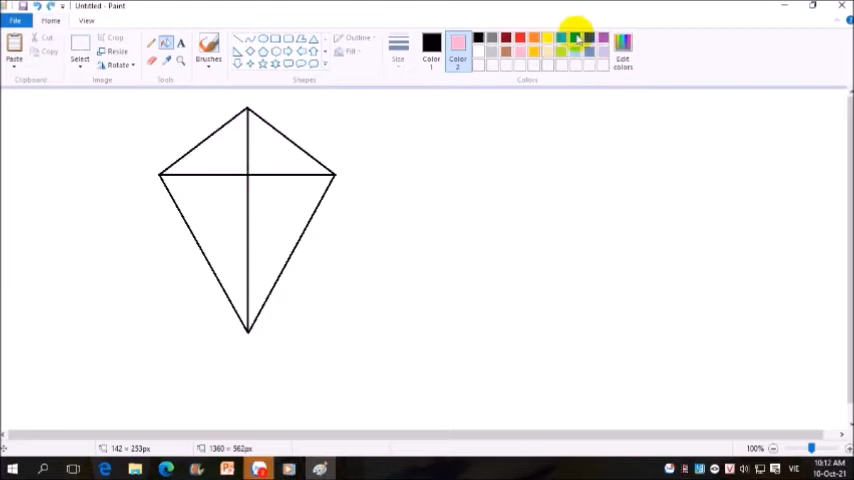 Untitled - Paint
File Home View
Paste
Cut
Copy
Clipboard
Select
Crop
Resize
Rotate
Image
A
Tools
Brushes
Outline
Fill
Shapes
Size
Color 1
Color 2
Edit colors
Colors
142 × 253px
1360 × 562px
100%
VIE
10:12 AM
10-Oct-21